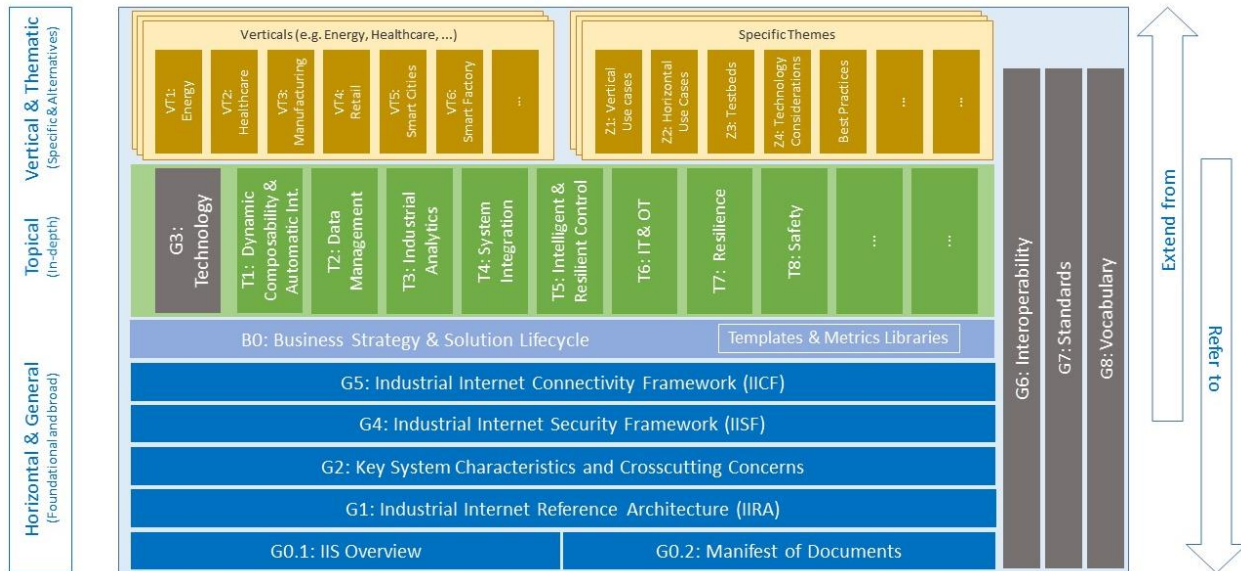 Vertical & Thematic
(Specific & Alternatives)
Topical
(In-depth)
Horizontal & General
(Foundational and broad)
Verticals (e.g. Energy, Healthcare, ...)
VT1:
Energy
VT2:
Healthcare
VT3:
Manufacturing
VT4:
Retail
VT5:
Smart Cities
VT6:
Smart Factory
...
Specific Themes
Z1: Vertical
Use cases
Z2: Horizontal
Use Cases
Z3: Testbeds
Z4: Technology
Considerations
Best Practices
...
...
G3:
Technology
T1: Dynamic
Composability &
Automatic Int.
T2: Data
Management
T3: Industrial
Analytics
T4: System
Integration
T5: Intelligent &
Resilient Control
T6: IT & OT
T7: Resilience
T8: Safety
...
...
B0: Business Strategy & Solution Lifecycle
Templates & Metrics Libraries
G5: Industrial Internet Connectivity Framework (IICF)
G4: Industrial Internet Security Framework (IISF)
G2: Key System Characteristics and Crosscutting Concerns
G1: Industrial Internet Reference Architecture (IIRA)
G0.1: IIS Overview
G0.2: Manifest of Documents
G6: Interoperability
G7: Standards
G8: Vocabulary
Extend from
Refer to